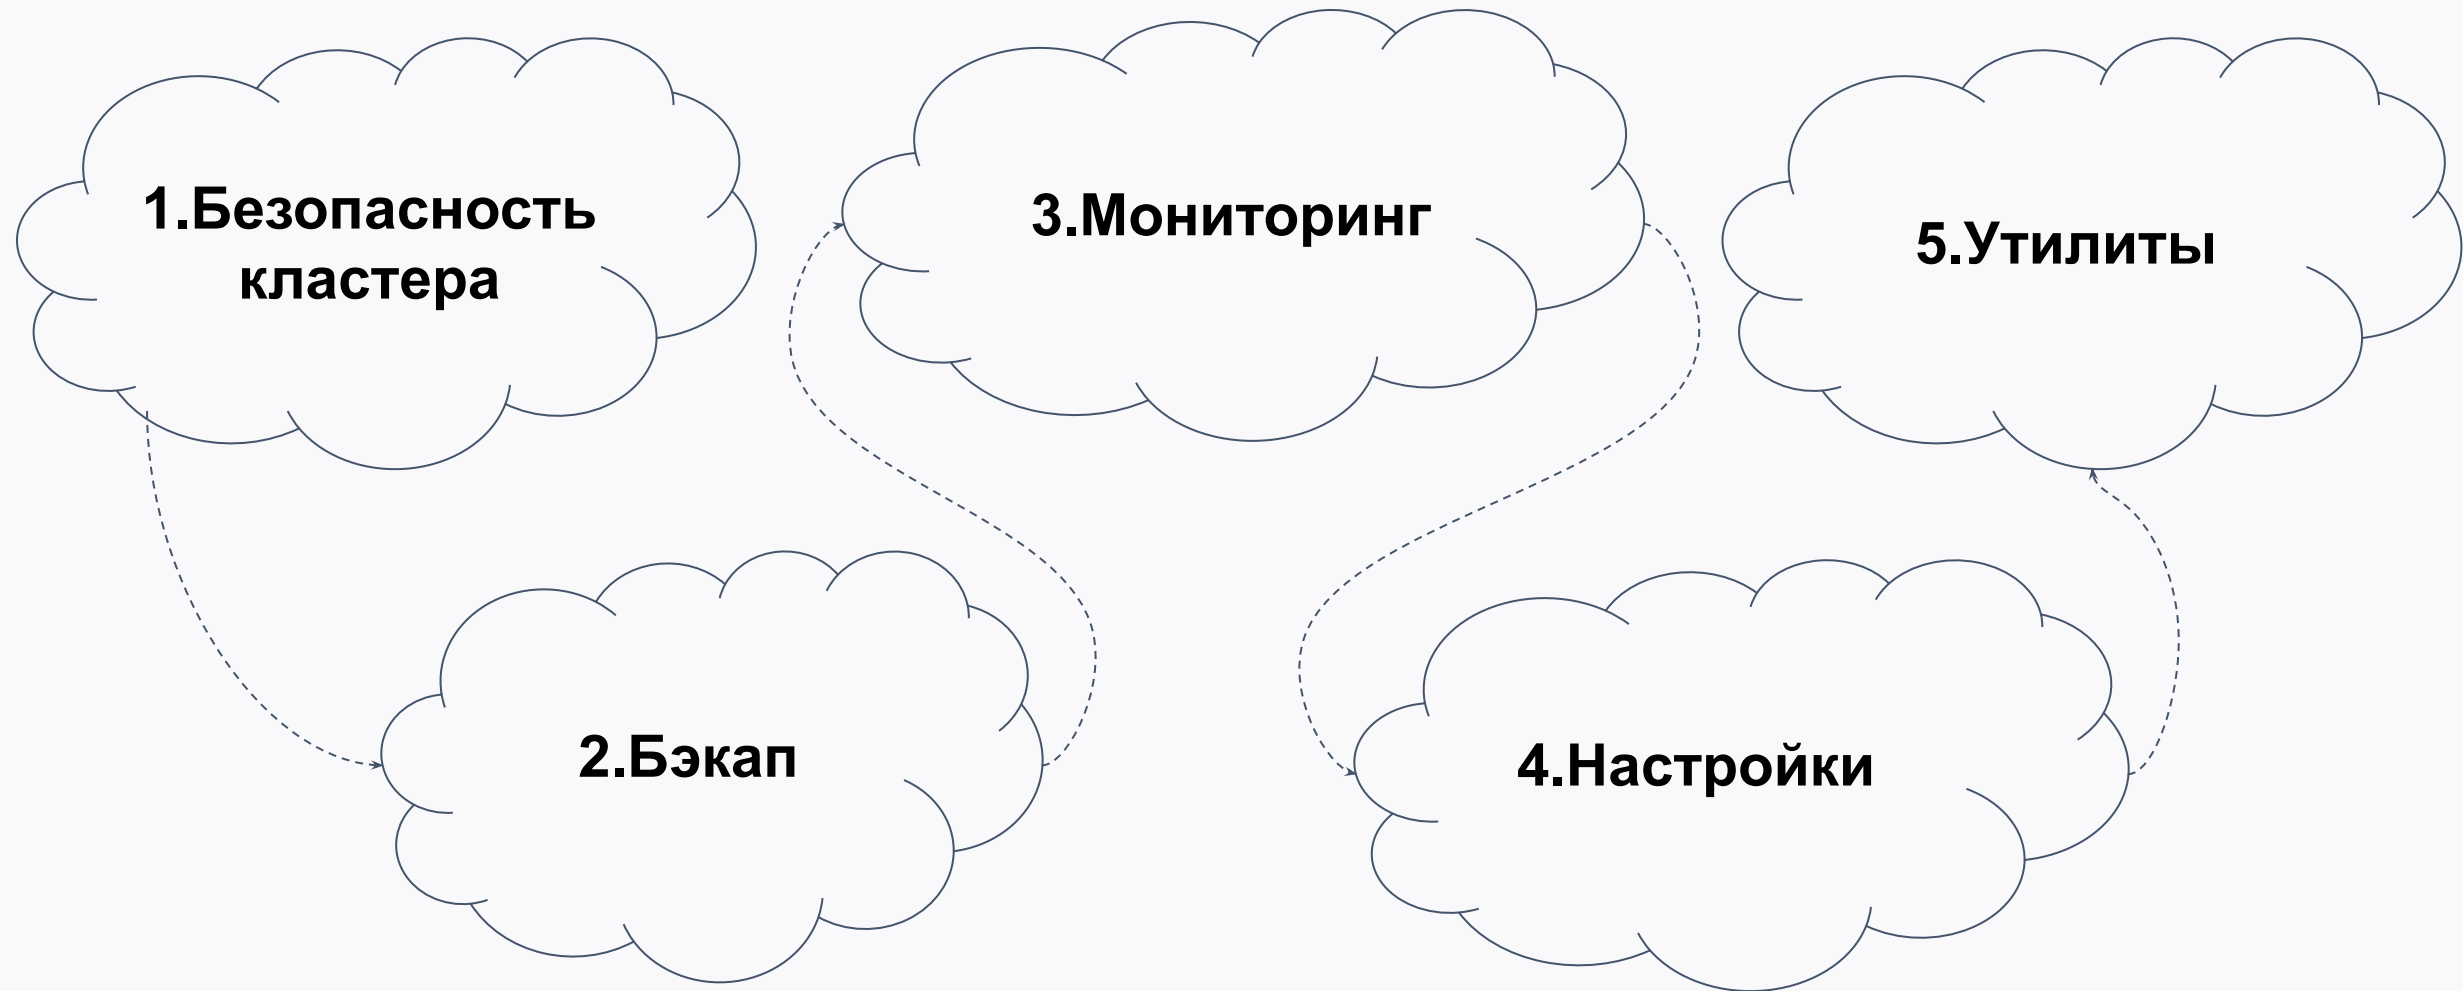 1.Безопасность
кластера
2.Бэкап
3.Мониторинг
4.Настройки
5.Утилиты